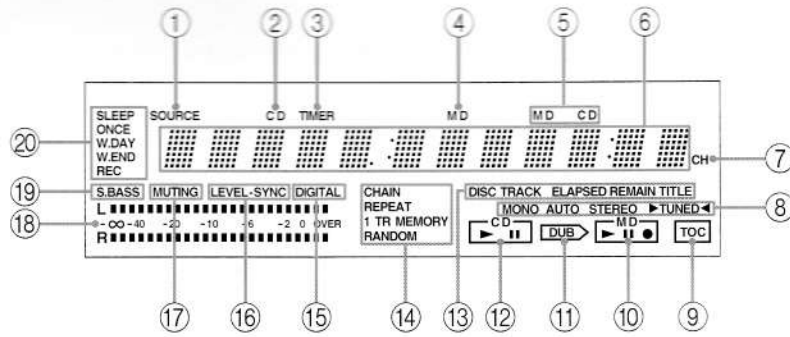 ① ② ③ ④ ⑤ ⑥
SLEEP SOURCE CD TIMER MD MD CD
ONCE
W.DAY
W.END
REC
⑳ CH ⑦
⑲ S.BASS MUTING LEVEL-SYNC DIGITAL CHAIN DISC TRACK ELAPSED REMAIN TITLE
L REPEAT MONO AUTO STEREO ►TUNED◄ ⑧
⑱ -∞ -40 -20 -10 -6 -2 0 OVER 1 TR MEMORY CD DUB MD TOC
R RANDOM ► II ► II ●
⑰ ⑯ ⑮ ⑭ ⑬ ⑫ ⑪ ⑩ ⑨